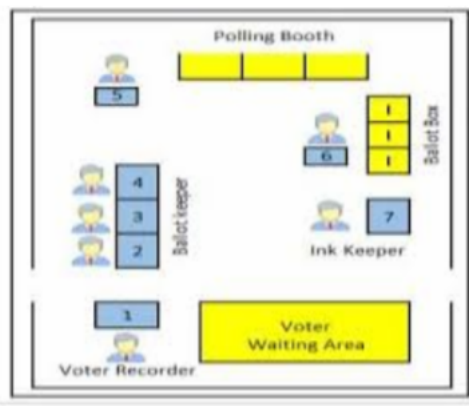 Polling Booth
5
I
I
6
I
Ballot Box
4
3
2
Ballot keeper
7
Ink Keeper
1
Voter Recorder
Voter
Waiting Area